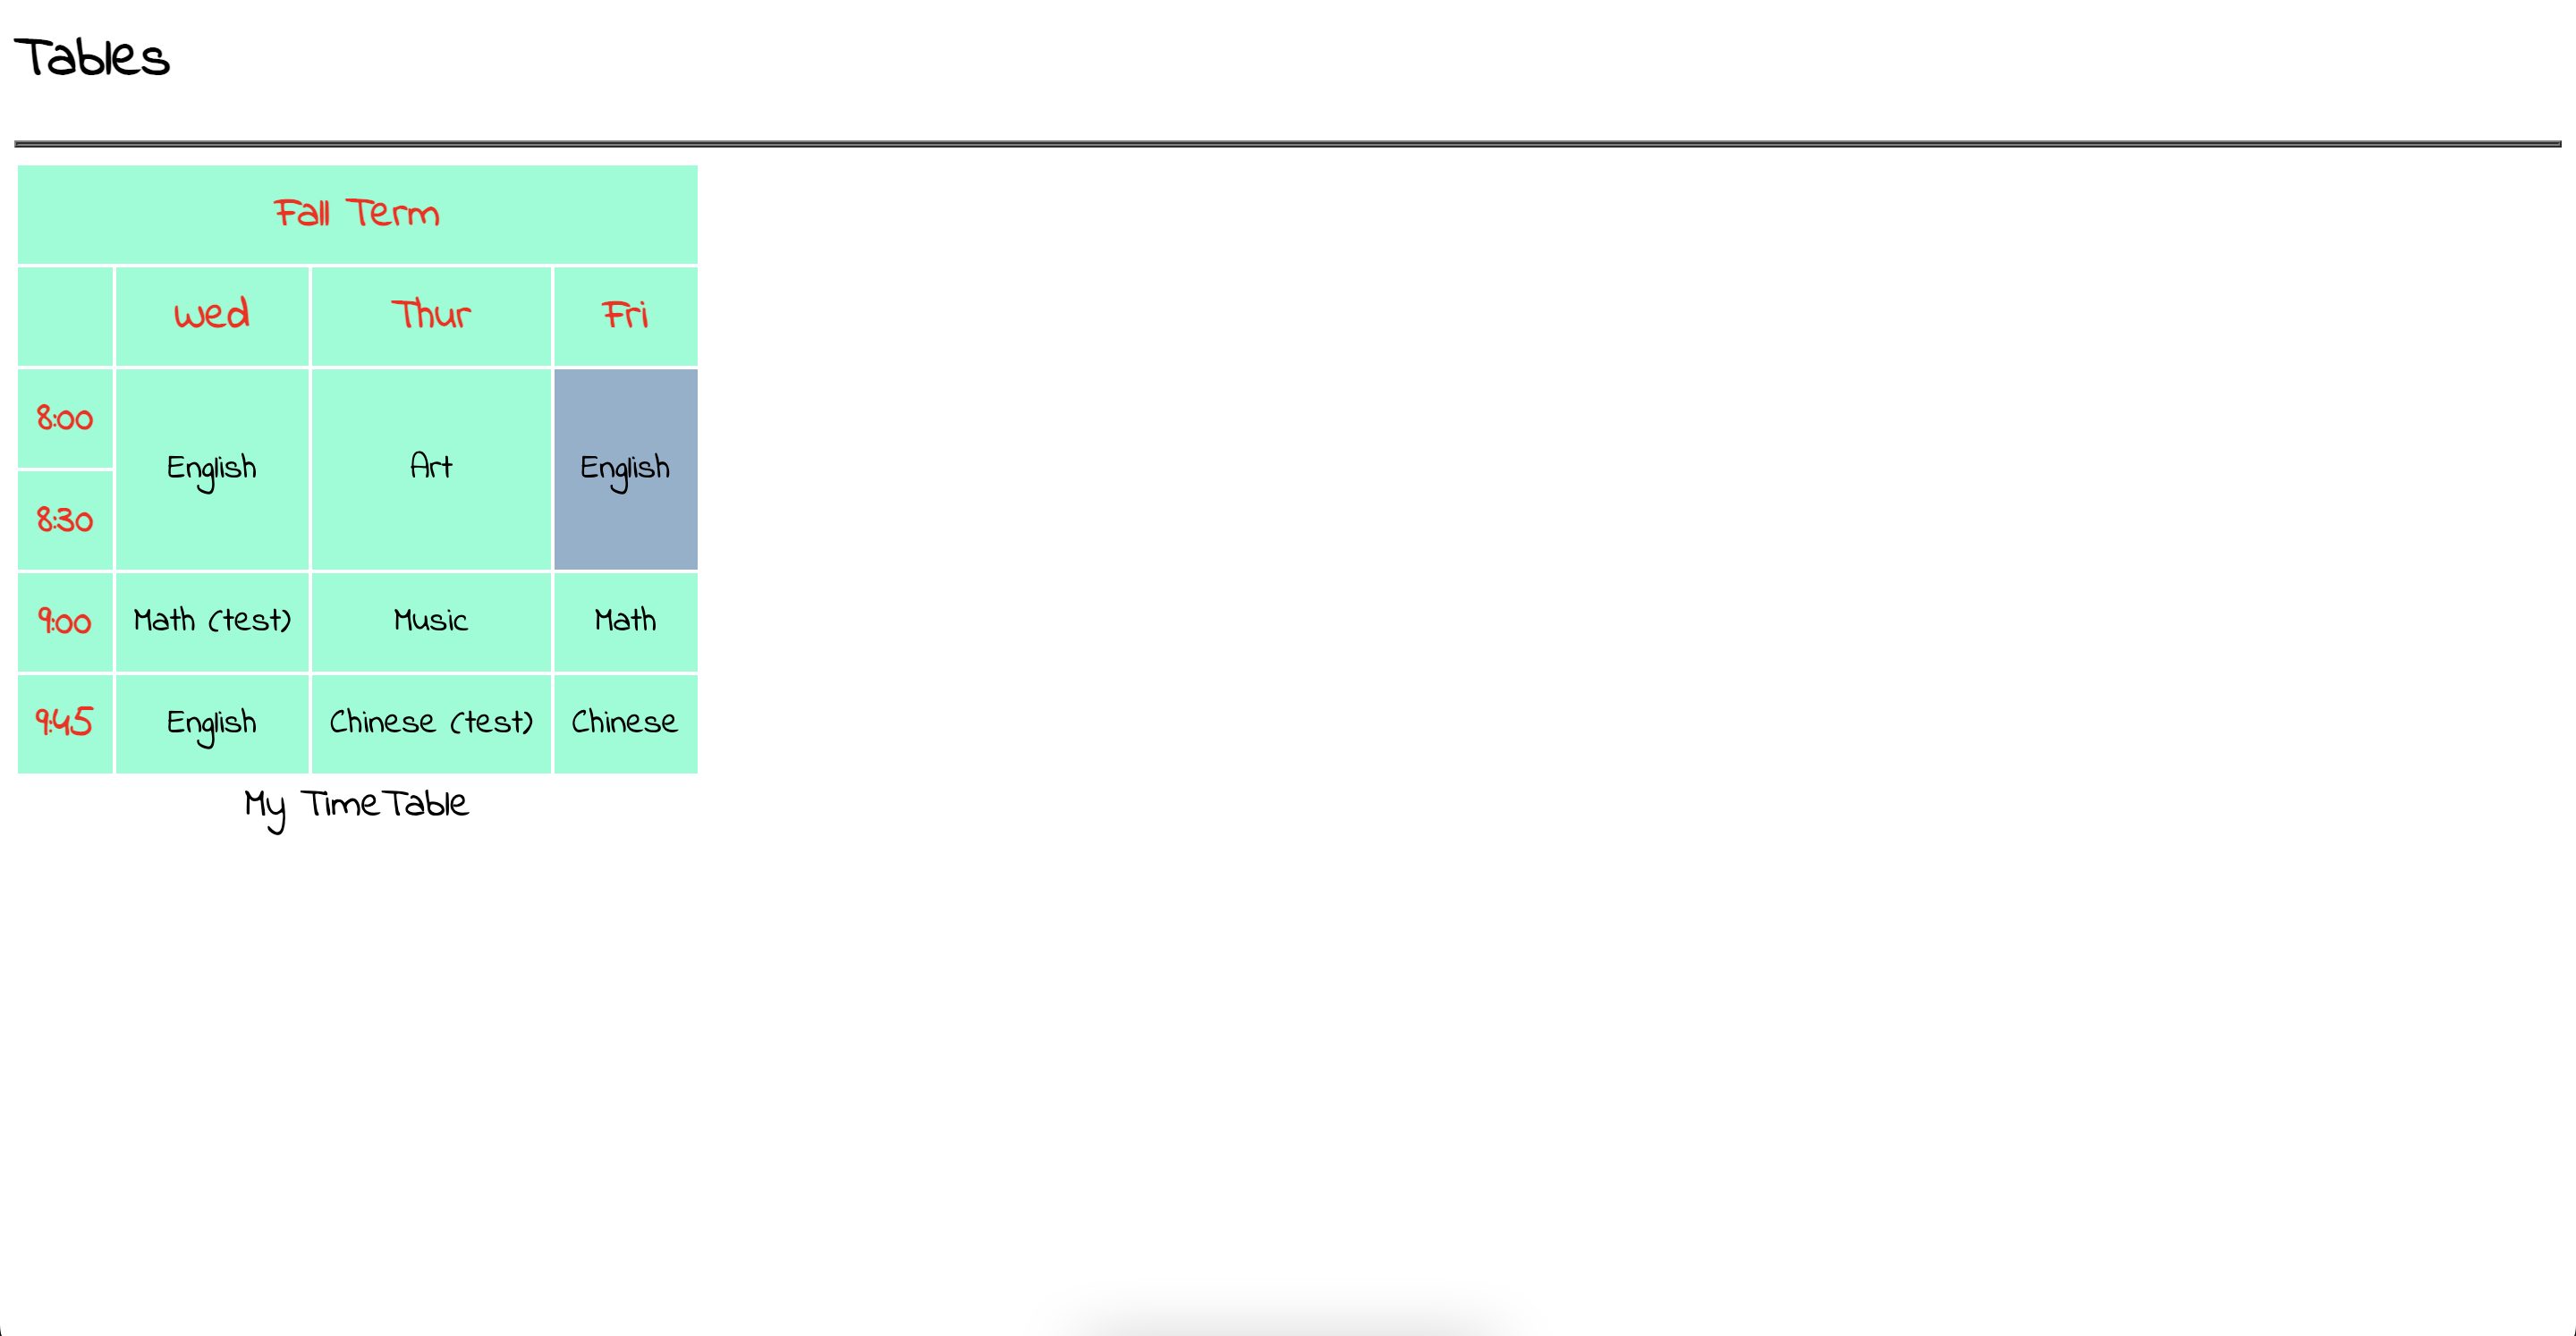 Tables
Fall Term
Wed Thur Fri
8:00
English Art English
8:30
9:00 Math (test) Music Math
9:45 English Chinese (test) Chinese
My TimeTable